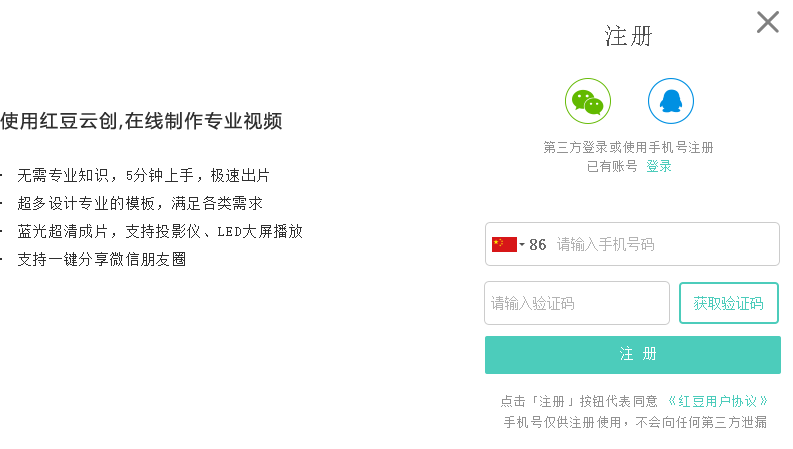 注册
使用红豆云创,在线制作专业视频
第三方登录或使用手机号注册
已有账号 登录
· 无需专业知识，5分钟上手，极速出片
· 超多设计专业的模板，满足各类需求
· 蓝光超清成片，支持投影仪、LED大屏播放
· 支持一键分享微信朋友圈
86 请输入手机号码
请输入验证码 获取验证码
注 册
点击「注册」按钮代表同意 《红豆用户协议》
手机号仅供注册使用，不会向任何第三方泄漏